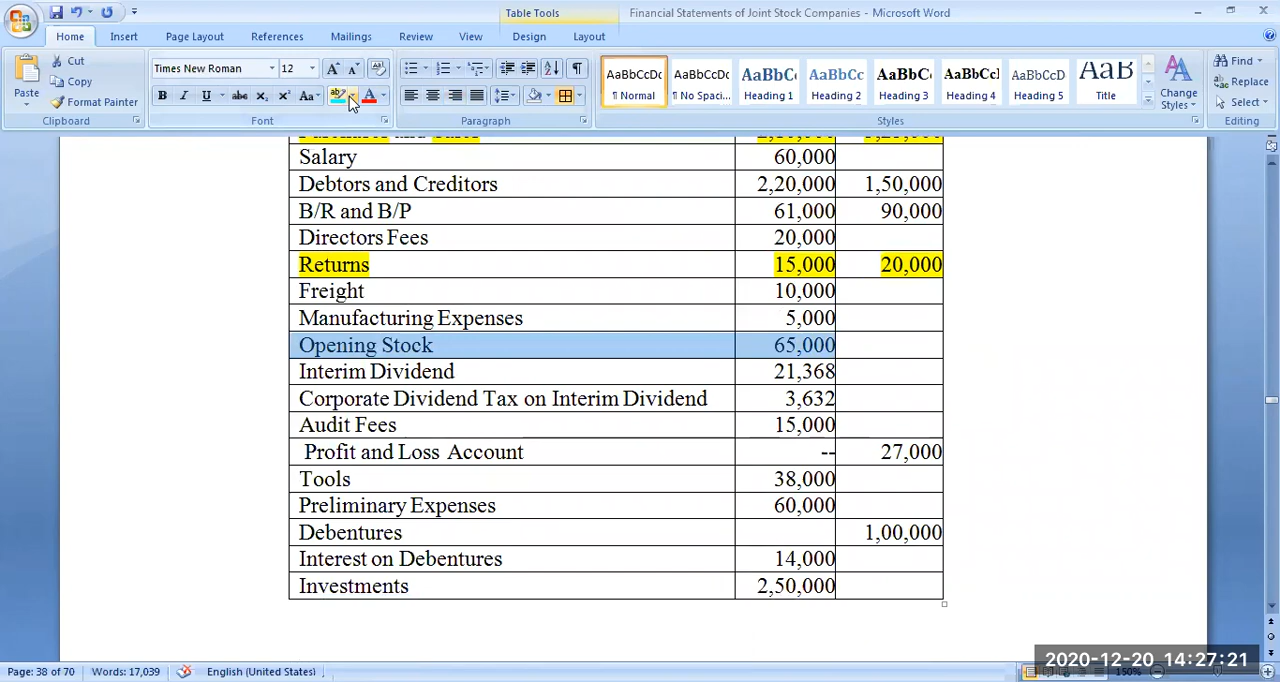 Table Tools
Financial Statements of Joint Stock Companies - Microsoft Word
Home Insert Page Layout References Mailings Review View Design Layout
Paste
Cut
Copy
Format Painter
Clipboard
Times New Roman 12
Font
Paragraph
AaBbCcDc AaBbCcDc AaBbC AaBbCc AaBbCc AaBbCcI AaBbCcD AaB
¶ Normal ¶ No Spaci... Heading 1 Heading 2 Heading 3 Heading 4 Heading 5 Title
Change Styles
Styles
Find
Replace
Select
Editing
Salary 60,000
Debtors and Creditors 2,20,000 1,50,000
B/R and B/P 61,000 90,000
Directors Fees 20,000
Returns 15,000 20,000
Freight 10,000
Manufacturing Expenses 5,000
Opening Stock 65,000
Interim Dividend 21,368
Corporate Dividend Tax on Interim Dividend 3,632
Audit Fees 15,000
Profit and Loss Account -- 27,000
Tools 38,000
Preliminary Expenses 60,000
Debentures 1,00,000
Interest on Debentures 14,000
Investments 2,50,000
2020-12-20 14:27:21
Page: 38 of 70 Words: 17,039 English (United States) 150%